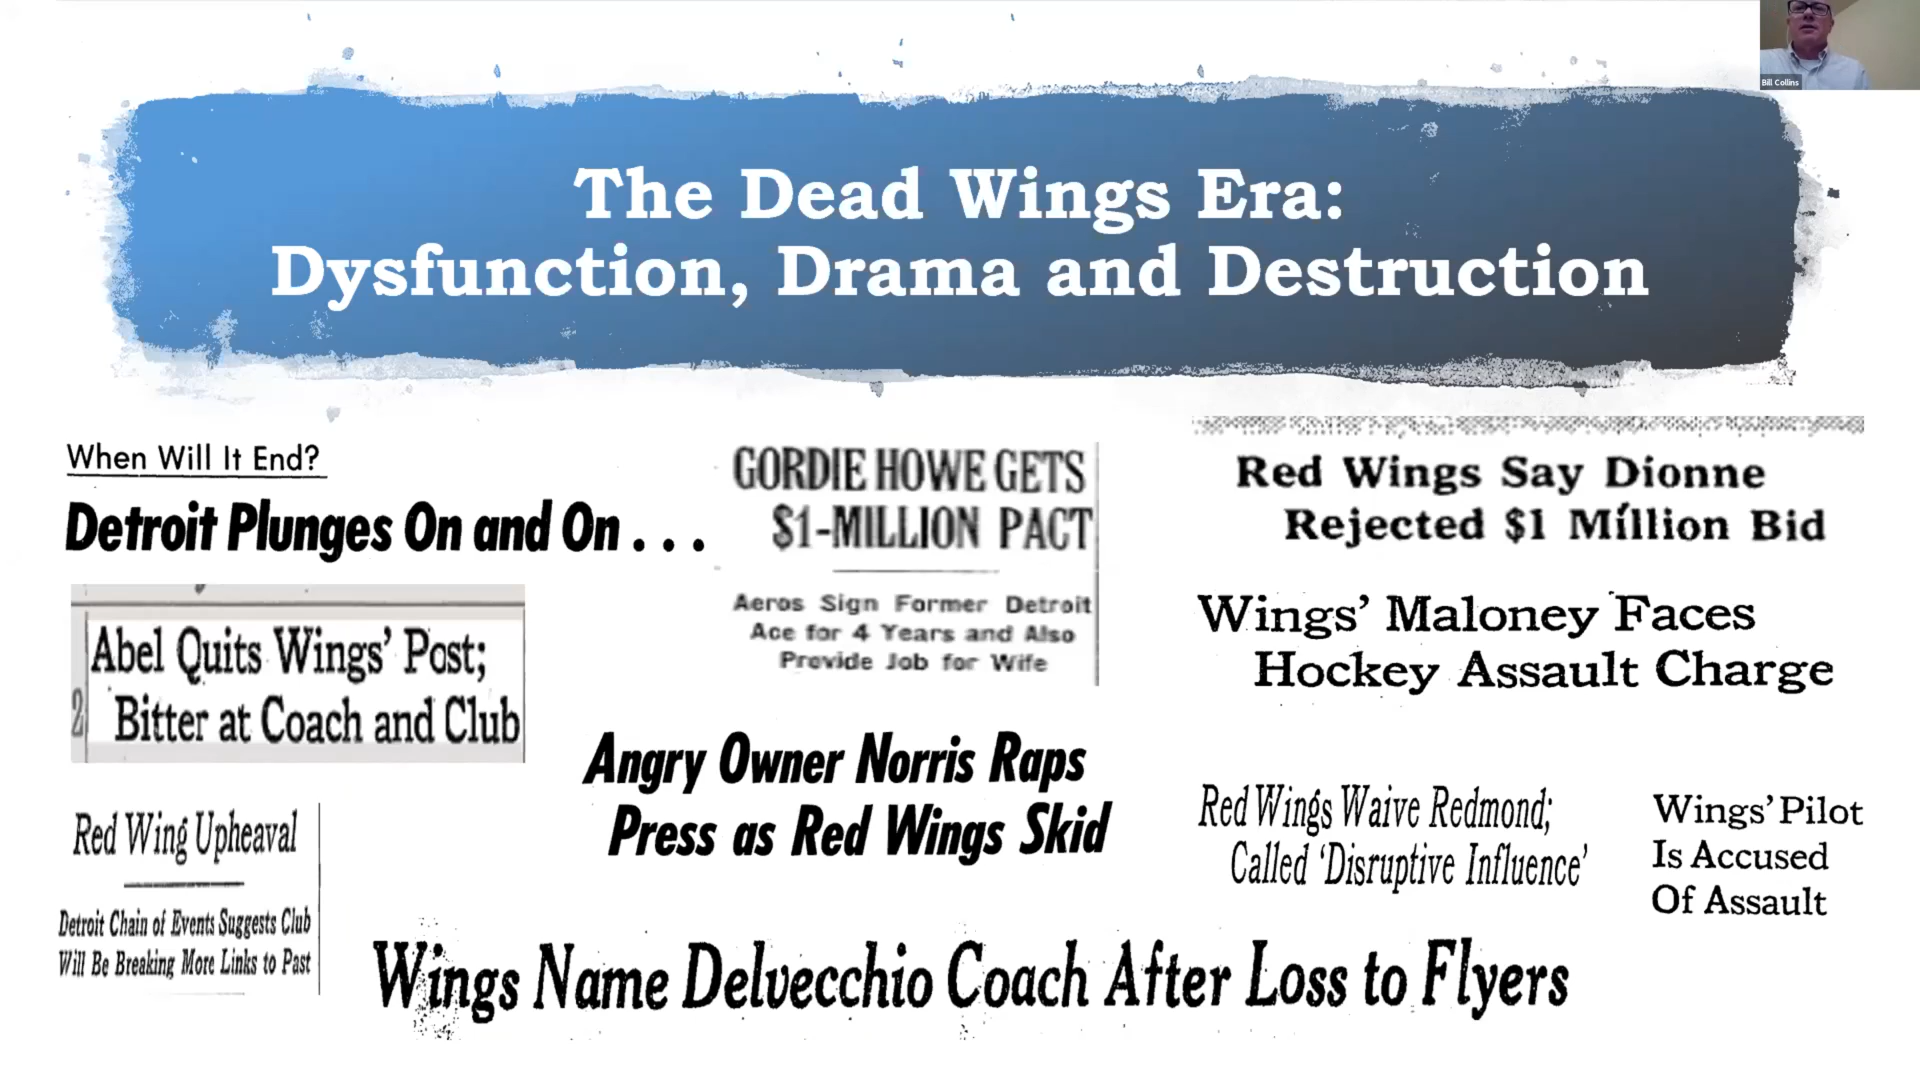 Bill Collins
The Dead Wings Era:
Dysfunction, Drama and Destruction
When Will It End?
Detroit Plunges On and On . . .
Abel Quits Wings' Post;
Bitter at Coach and Club
2
Red Wing Upheaval
Detroit Chain of Events Suggests Club
Will Be Breaking More Links to Past
GORDIE HOWE GETS
$1-MILLION PACT
Aeros Sign Former Detroit
Ace for 4 Years and Also
Provide Job for Wife
Angry Owner Norris Raps
Press as Red Wings Skid
Red Wings Say Dionne
Rejected $1 Million Bid
Wings' Maloney Faces
Hockey Assault Charge
Red Wings Waive Redmond;
Called 'Disruptive Influence'
Wings' Pilot
Is Accused
Of Assault
Wings Name Delvecchio Coach After Loss to Flyers